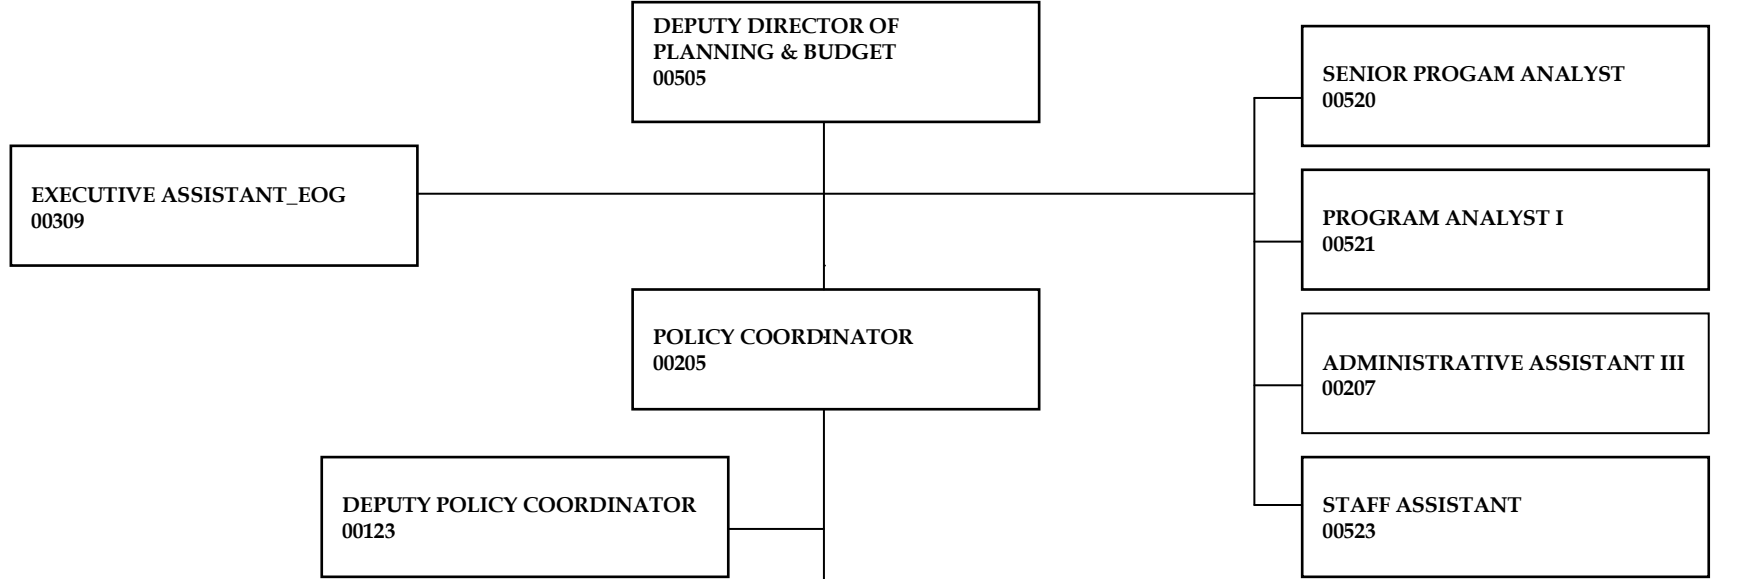 DEPUTY DIRECTOR OF
PLANNING & BUDGET
00505
SENIOR PROGAM ANALYST
00520
EXECUTIVE ASSISTANT_EOG
00309
PROGRAM ANALYST I
00521
POLICY COORDINATOR
00205
ADMINISTRATIVE ASSISTANT III
00207
DEPUTY POLICY COORDINATOR
00123
STAFF ASSISTANT
00523